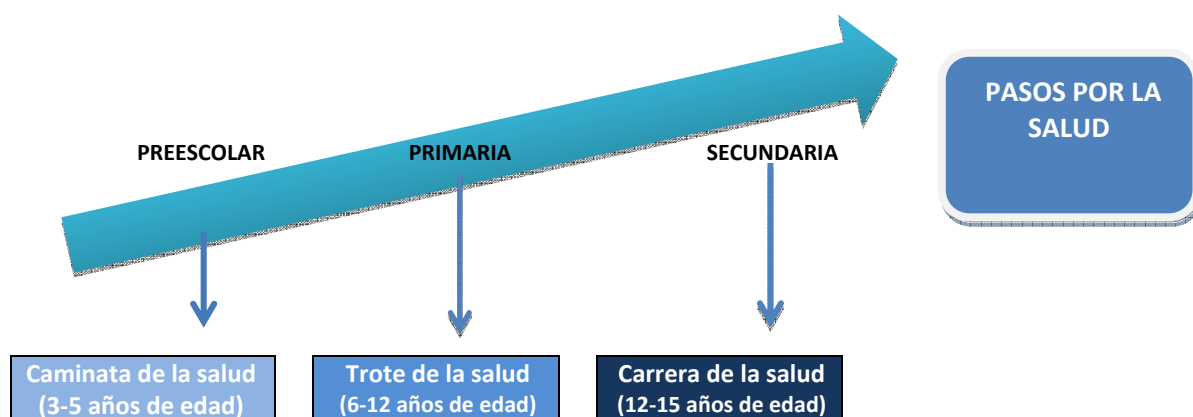 PASOS POR LA
SALUD
PREESCOLAR
PRIMARIA
SECUNDARIA
Caminata de la salud
(3-5 años de edad)
Trote de la salud
(6-12 años de edad)
Carrera de la salud
(12-15 años de edad)